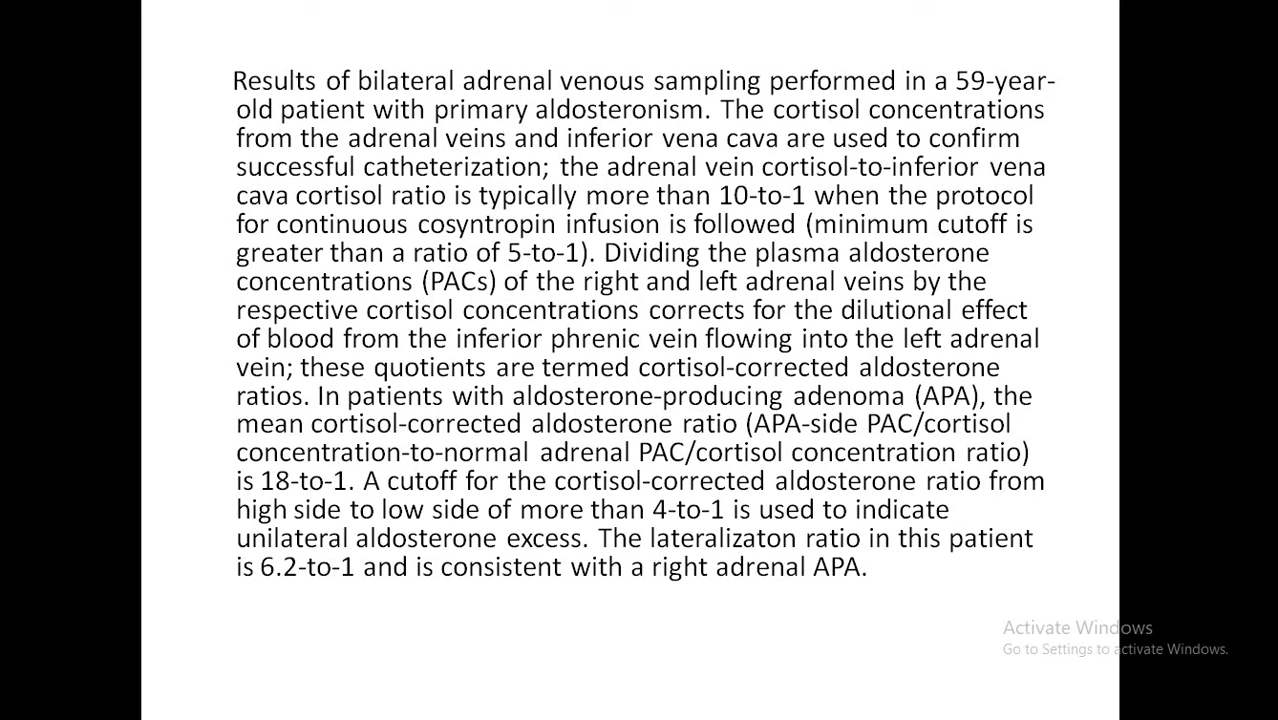 Results of bilateral adrenal venous sampling performed in a 59-year-
old patient with primary aldosteronism. The cortisol concentrations
from the adrenal veins and inferior vena cava are used to confirm
successful catheterization; the adrenal vein cortisol-to-inferior vena
cava cortisol ratio is typically more than 10-to-1 when the protocol
for continuous cosyntropin infusion is followed (minimum cutoff is
greater than a ratio of 5-to-1). Dividing the plasma aldosterone
concentrations (PACs) of the right and left adrenal veins by the
respective cortisol concentrations corrects for the dilutional effect
of blood from the inferior phrenic vein flowing into the left adrenal
vein; these quotients are termed cortisol-corrected aldosterone
ratios. In patients with aldosterone-producing adenoma (APA), the
mean cortisol-corrected aldosterone ratio (APA-side PAC/cortisol
concentration-to-normal adrenal PAC/cortisol concentration ratio)
is 18-to-1. A cutoff for the cortisol-corrected aldosterone ratio from
high side to low side of more than 4-to-1 is used to indicate
unilateral aldosterone excess. The lateralizaton ratio in this patient
is 6.2-to-1 and is consistent with a right adrenal APA.
Activate Windows
Go to Settings to activate Windows.